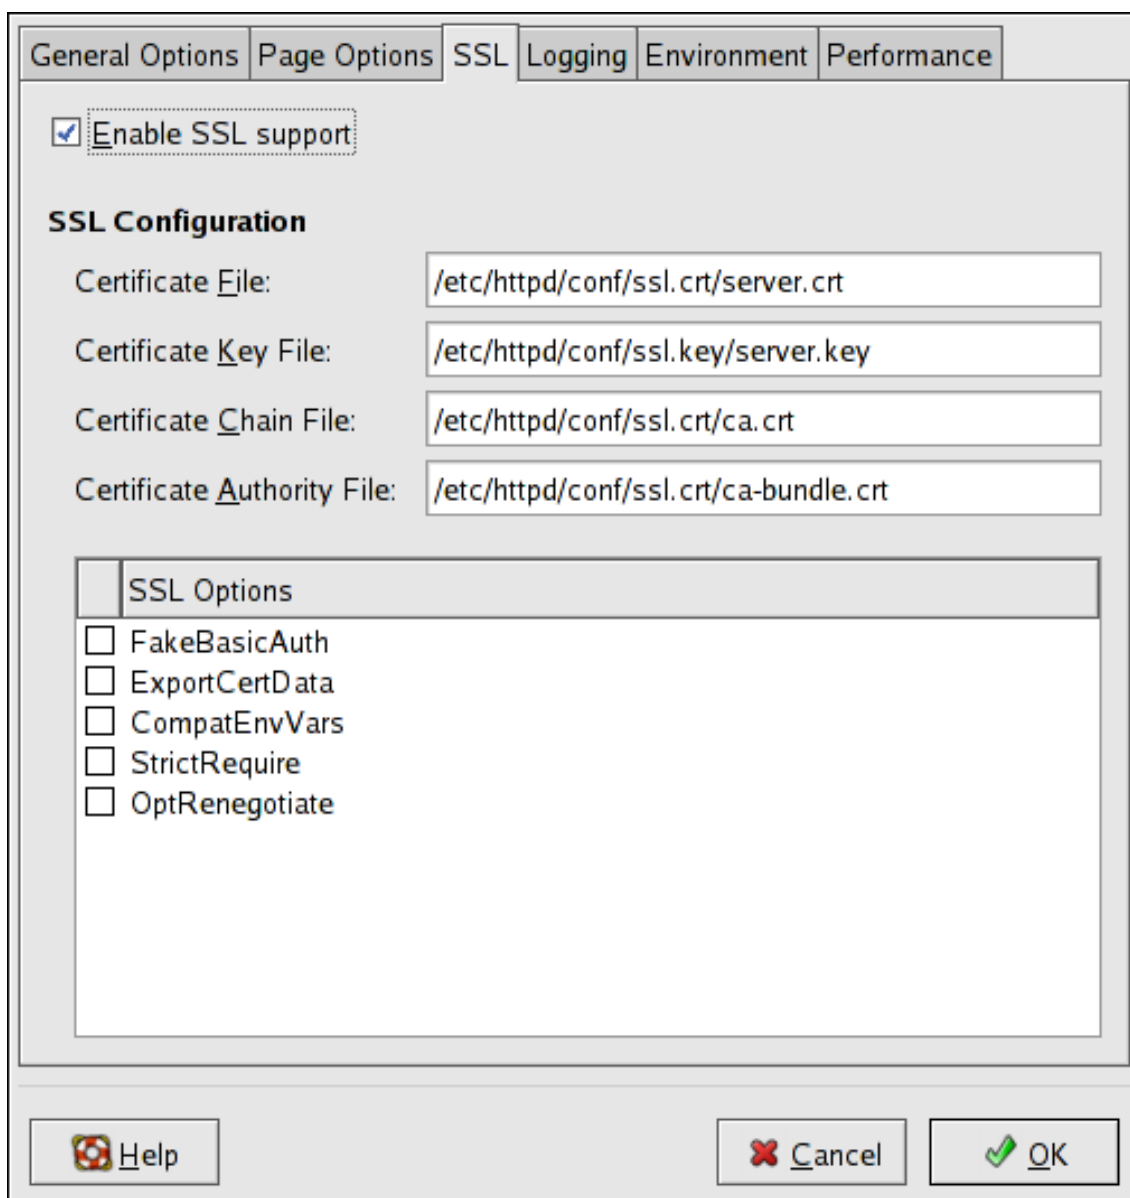 General Options Page Options SSL Logging Environment Performance
Enable SSL support
SSL Configuration
Certificate File: /etc/httpd/conf/ssl.crt/server.crt
Certificate Key File: /etc/httpd/conf/ssl.key/server.key
Certificate Chain File: /etc/httpd/conf/ssl.crt/ca.crt
Certificate Authority File: /etc/httpd/conf/ssl.crt/ca-bundle.crt
SSL Options
FakeBasicAuth
ExportCertData
CompatEnvVars
StrictRequire
OptRenegotiate
Help Cancel OK